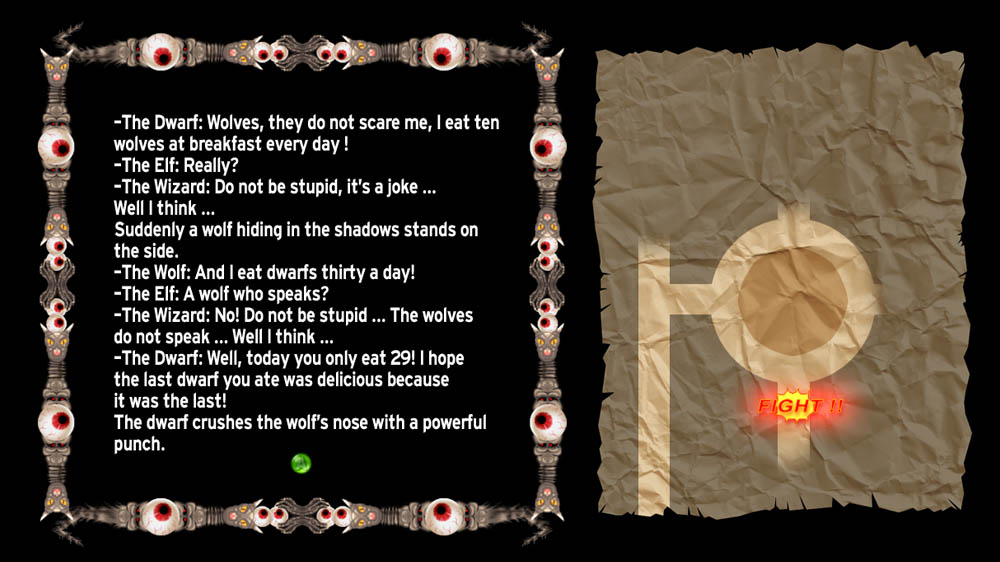 -The Dwarf: Wolves, they do not scare me, I eat ten
wolves at breakfast every day !
-The Elf: Really?
-The Wizard: Do not be stupid, it's a joke ...
Well I think ...
Suddenly a wolf hiding in the shadows stands on
the side.
-The Wolf: And I eat dwarfs thirty a day!
-The Elf: A wolf who speaks?
-The Wizard: No! Do not be stupid ... The wolves
do not speak ... Well I think ...
-The Dwarf: Well, today you only eat 29! I hope
the last dwarf you ate was delicious because
it was the last!
The dwarf crushes the wolf's nose with a powerful
punch.
FIGHT !!